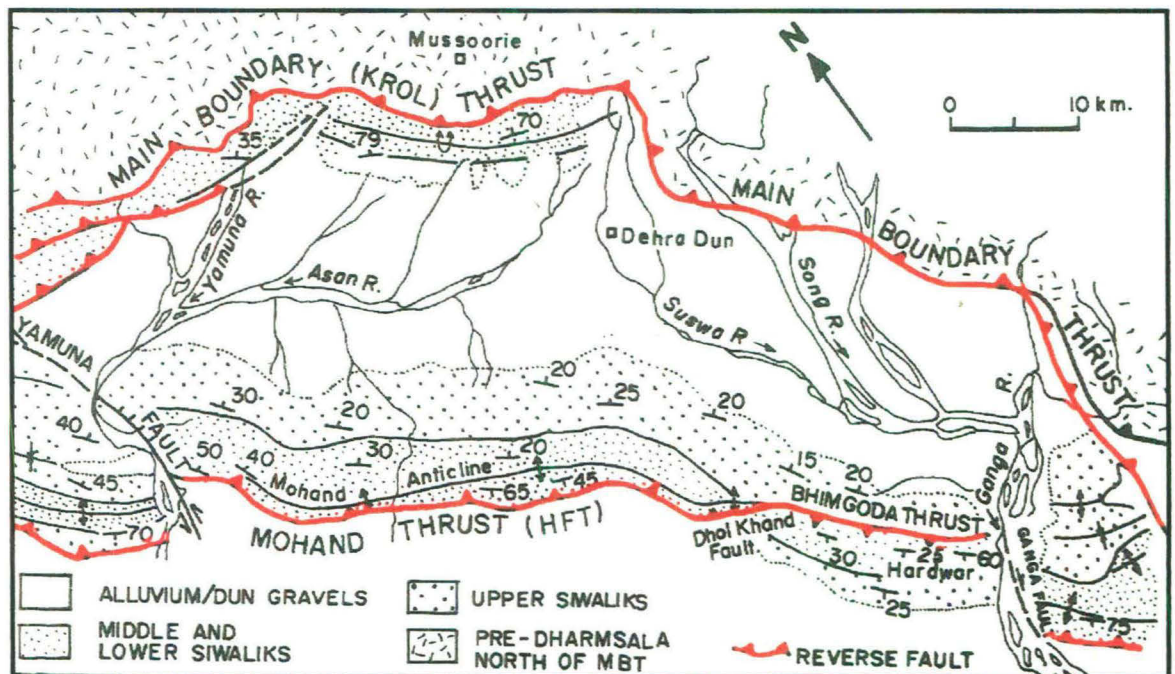 Mussoorie
N
MAIN BOUNDARY (KROL) THRUST
0 10 km.
35
79
70
MAIN BOUNDARY THRUST
Yamuna R.
Asan R.
Dehra Dun
Song R.
Suswa R
YAMUNA FAULT
Ganga R.
30
20
20
25
20
40
50
40
30
20
15
20
45
Mohand Anticline
65
45
BHIMGODA THRUST
70
MOHAND THRUST (HFT)
Dhol Khand
Fault
30
25
60
Hardwar
25
GANGA FAUL
75
ALLUVIUM/DUN GRAVELS
UPPER SIWALIKS
MIDDLE AND
LOWER SIWALIKS
PRE-DHARMSALA
NORTH OF MBT
REVERSE FAULT